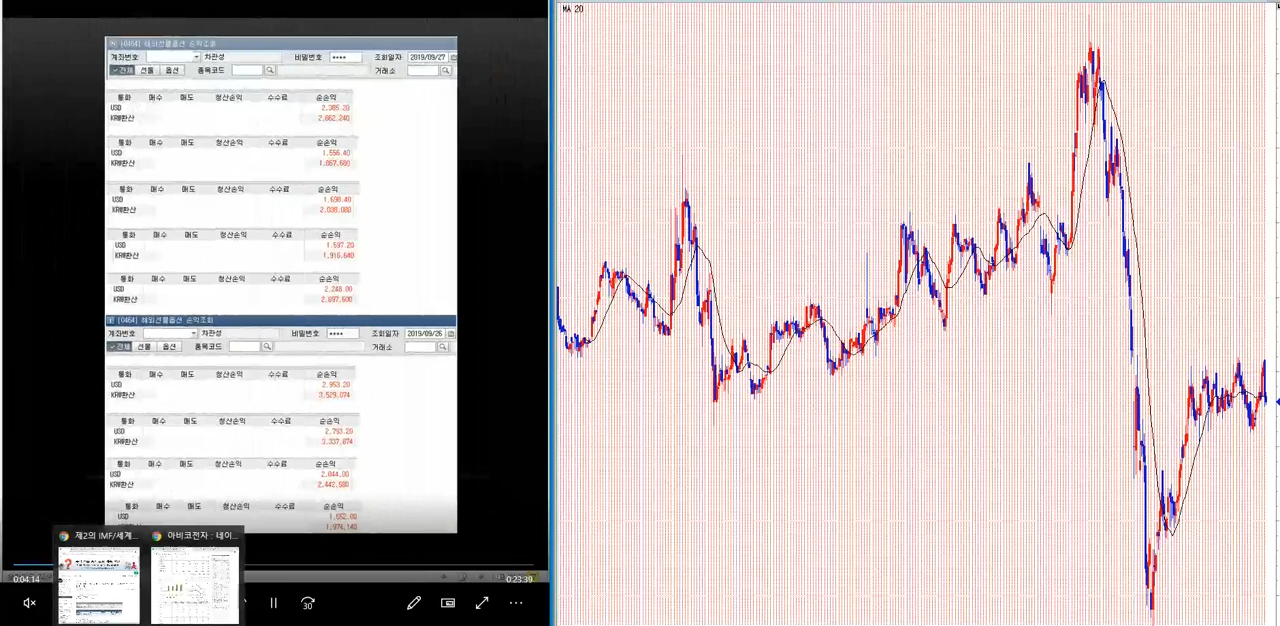 MA 20
[0464] 해외선물옵션 손익조회
계좌번호 차관성 비밀번호 **** 조회일자 2019/09/27
전체 선물 옵션 종목코드 거래소
통화 매수 매도 청산손익 수수료 순손익
USD 2,385.20
KRW환산 2,862,240
통화 매수 매도 청산손익 수수료 순손익
USD 1,556.40
KRW환산 1,867,680
통화 매수 매도 청산손익 수수료 순손익
USD 1,698.40
KRW환산 2,038,080
통화 매수 매도 청산손익 수수료 순손익
USD 1,597.20
KRW환산 1,916,640
통화 매수 매도 청산손익 수수료 순손익
USD 2,248.00
KRW환산 2,697,600
[0464] 해외선물옵션 손익조회
계좌번호 차관성 비밀번호 **** 조회일자 2019/09/26
전체 선물 옵션 종목코드 거래소
통화 매수 매도 청산손익 수수료 순손익
USD 2,953.20
KRW환산 3,529,074
통화 매수 매도 청산손익 수수료 순손익
USD 2,793.20
KRW환산 3,337,874
통화 매수 매도 청산손익 수수료 순손익
USD 2,044.00
KRW환산 2,442,580
통화 매수 매도 청산손익 수수료 순손익
USD 1,652.00
1,974,140
제2의 IMF/세계... 아비코전자 : 네이...
0:04:14 0:23:39
30